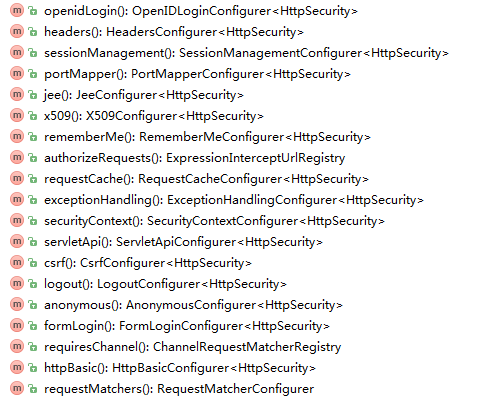 m openidLogin(): OpenIDLoginConfigurer<HttpSecurity>
m headers(): HeadersConfigurer<HttpSecurity>
m sessionManagement(): SessionManagementConfigurer<HttpSecurity>
m portMapper(): PortMapperConfigurer<HttpSecurity>
m jee(): JeeConfigurer<HttpSecurity>
m x509(): X509Configurer<HttpSecurity>
m rememberMe(): RememberMeConfigurer<HttpSecurity>
m authorizeRequests(): ExpressionInterceptUrlRegistry
m requestCache(): RequestCacheConfigurer<HttpSecurity>
m exceptionHandling(): ExceptionHandlingConfigurer<HttpSecurity>
m securityContext(): SecurityContextConfigurer<HttpSecurity>
m servletApi(): ServletApiConfigurer<HttpSecurity>
m csrf(): CsrfConfigurer<HttpSecurity>
m logout(): LogoutConfigurer<HttpSecurity>
m anonymous(): AnonymousConfigurer<HttpSecurity>
m formLogin(): FormLoginConfigurer<HttpSecurity>
m requiresChannel(): ChannelRequestMatcherRegistry
m httpBasic(): HttpBasicConfigurer<HttpSecurity>
m requestMatchers(): RequestMatcherConfigurer